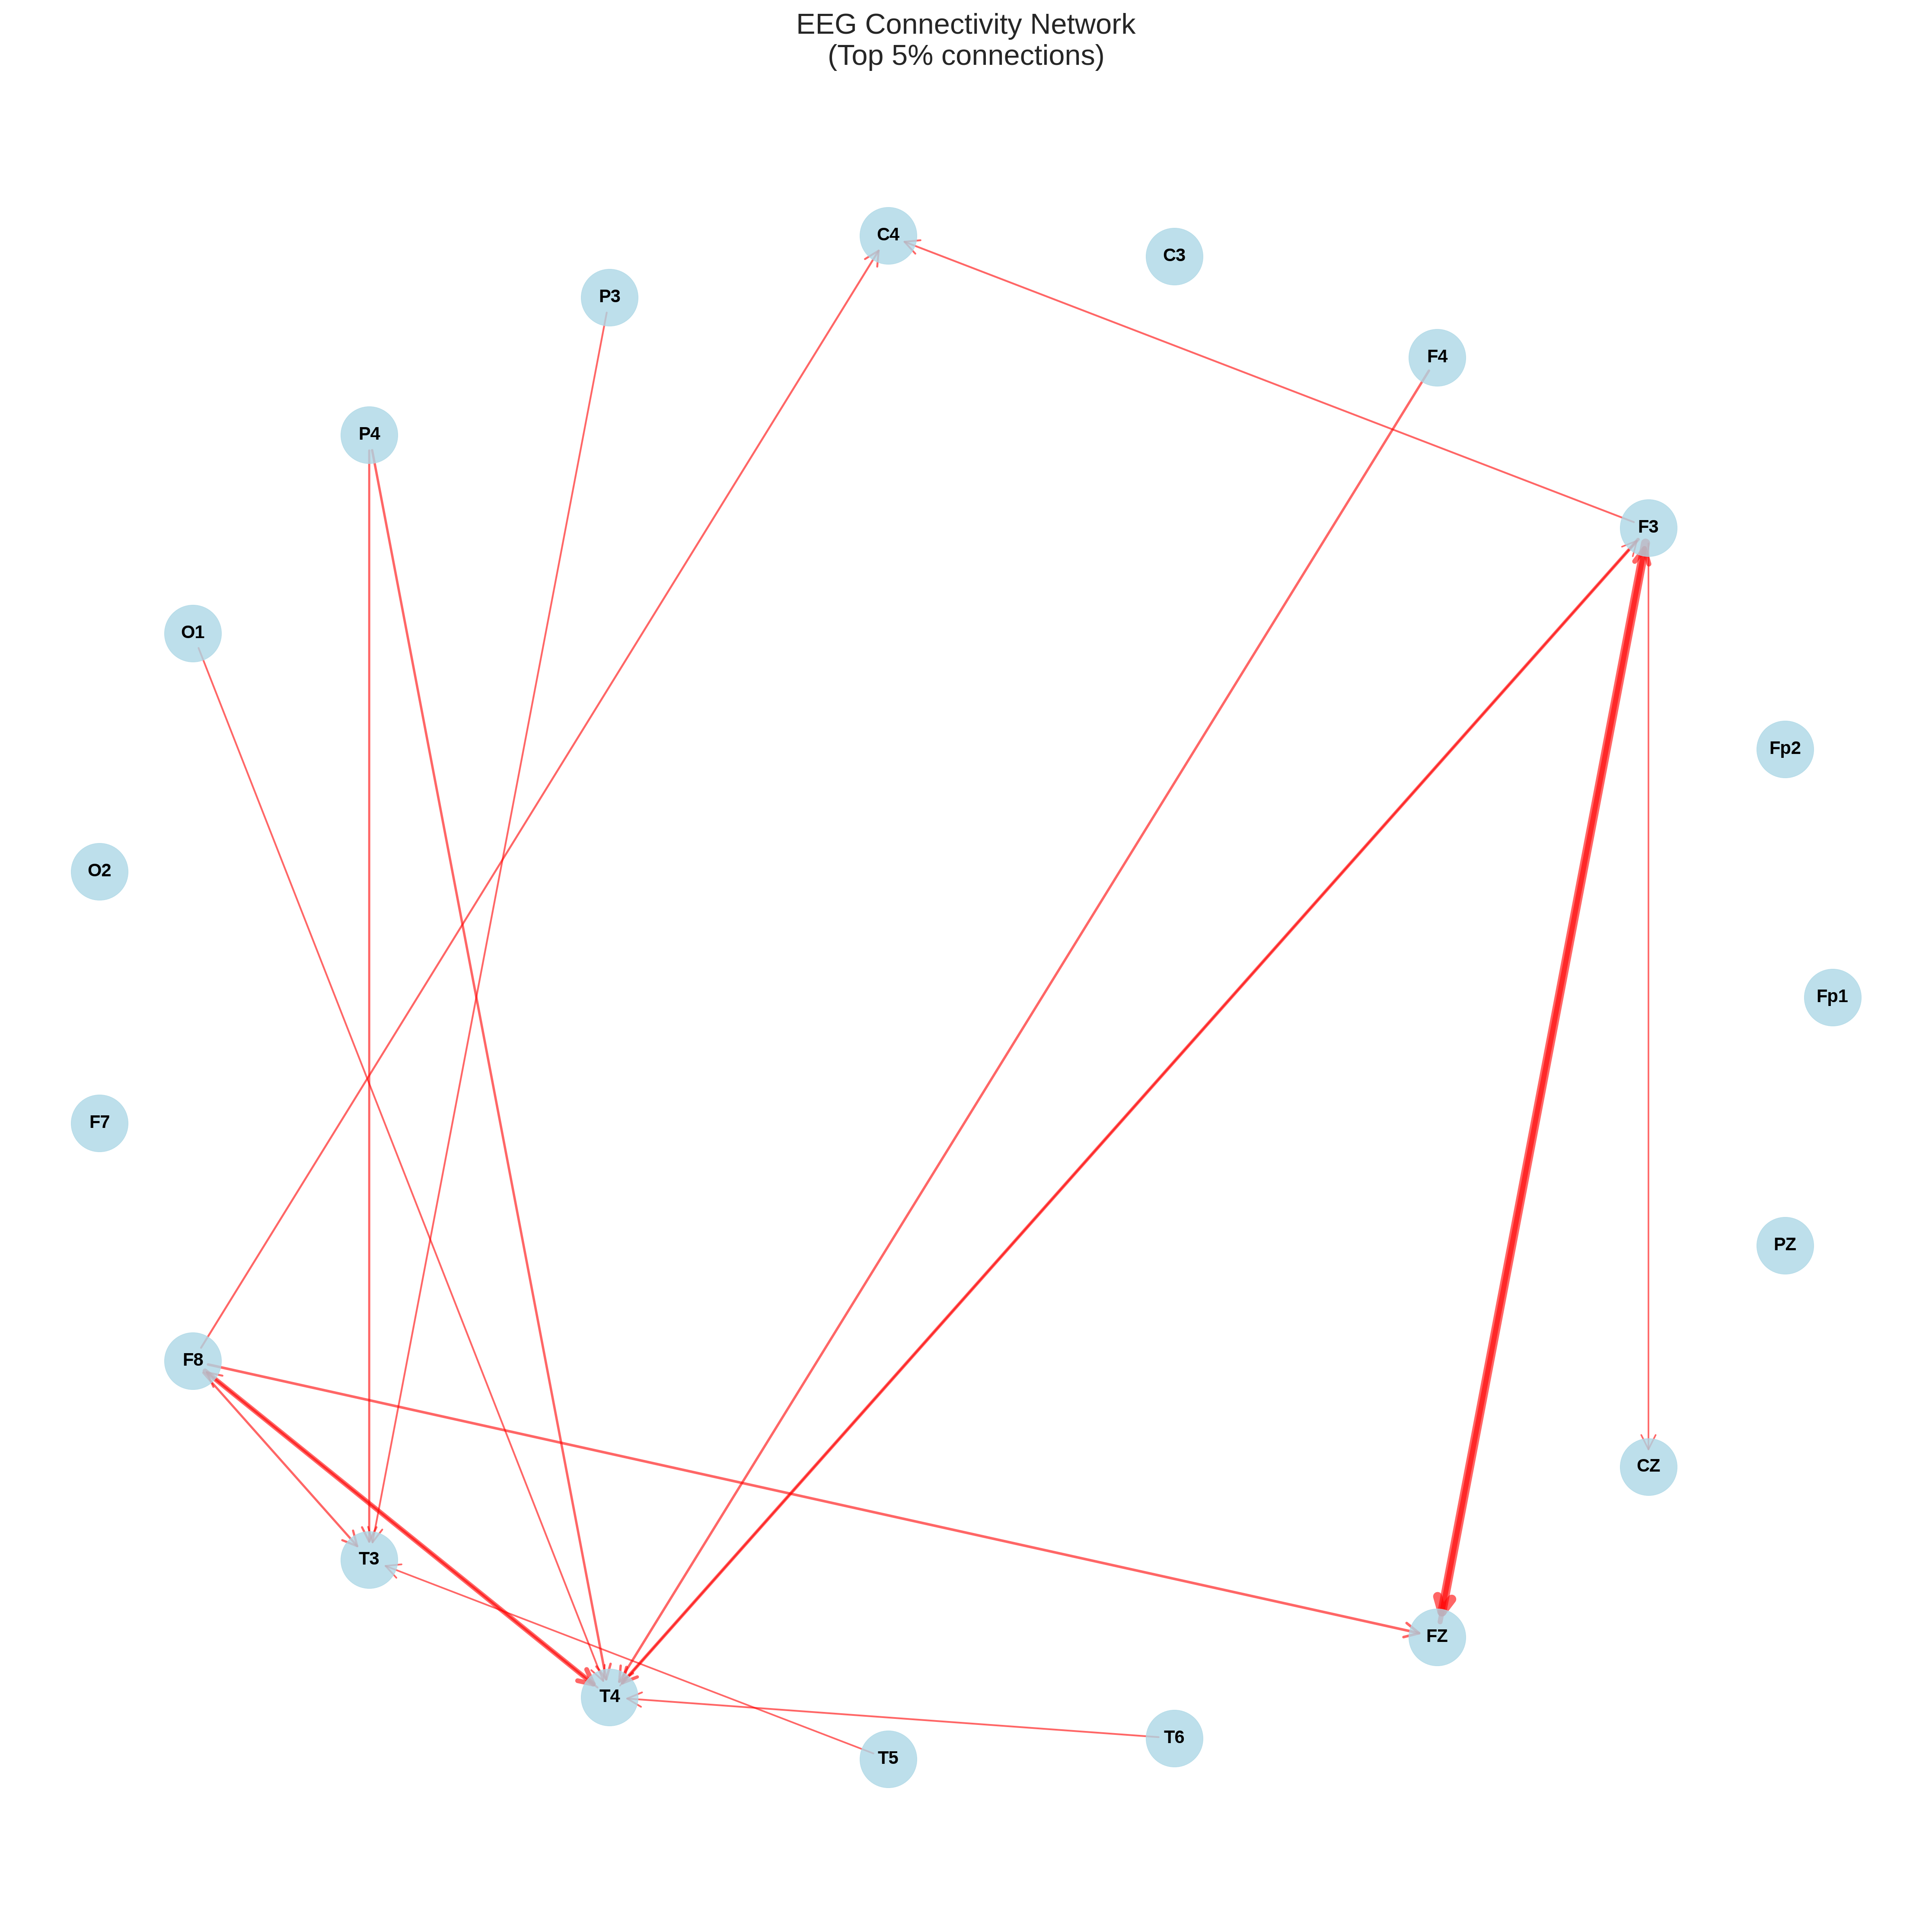 EEG Connectivity Network
(Top 5% connections)
C4
C3
P3
F4
P4
F3
O1
Fp2
O2
Fp1
F7
PZ
F8
CZ
T3
FZ
T4
T6
T5